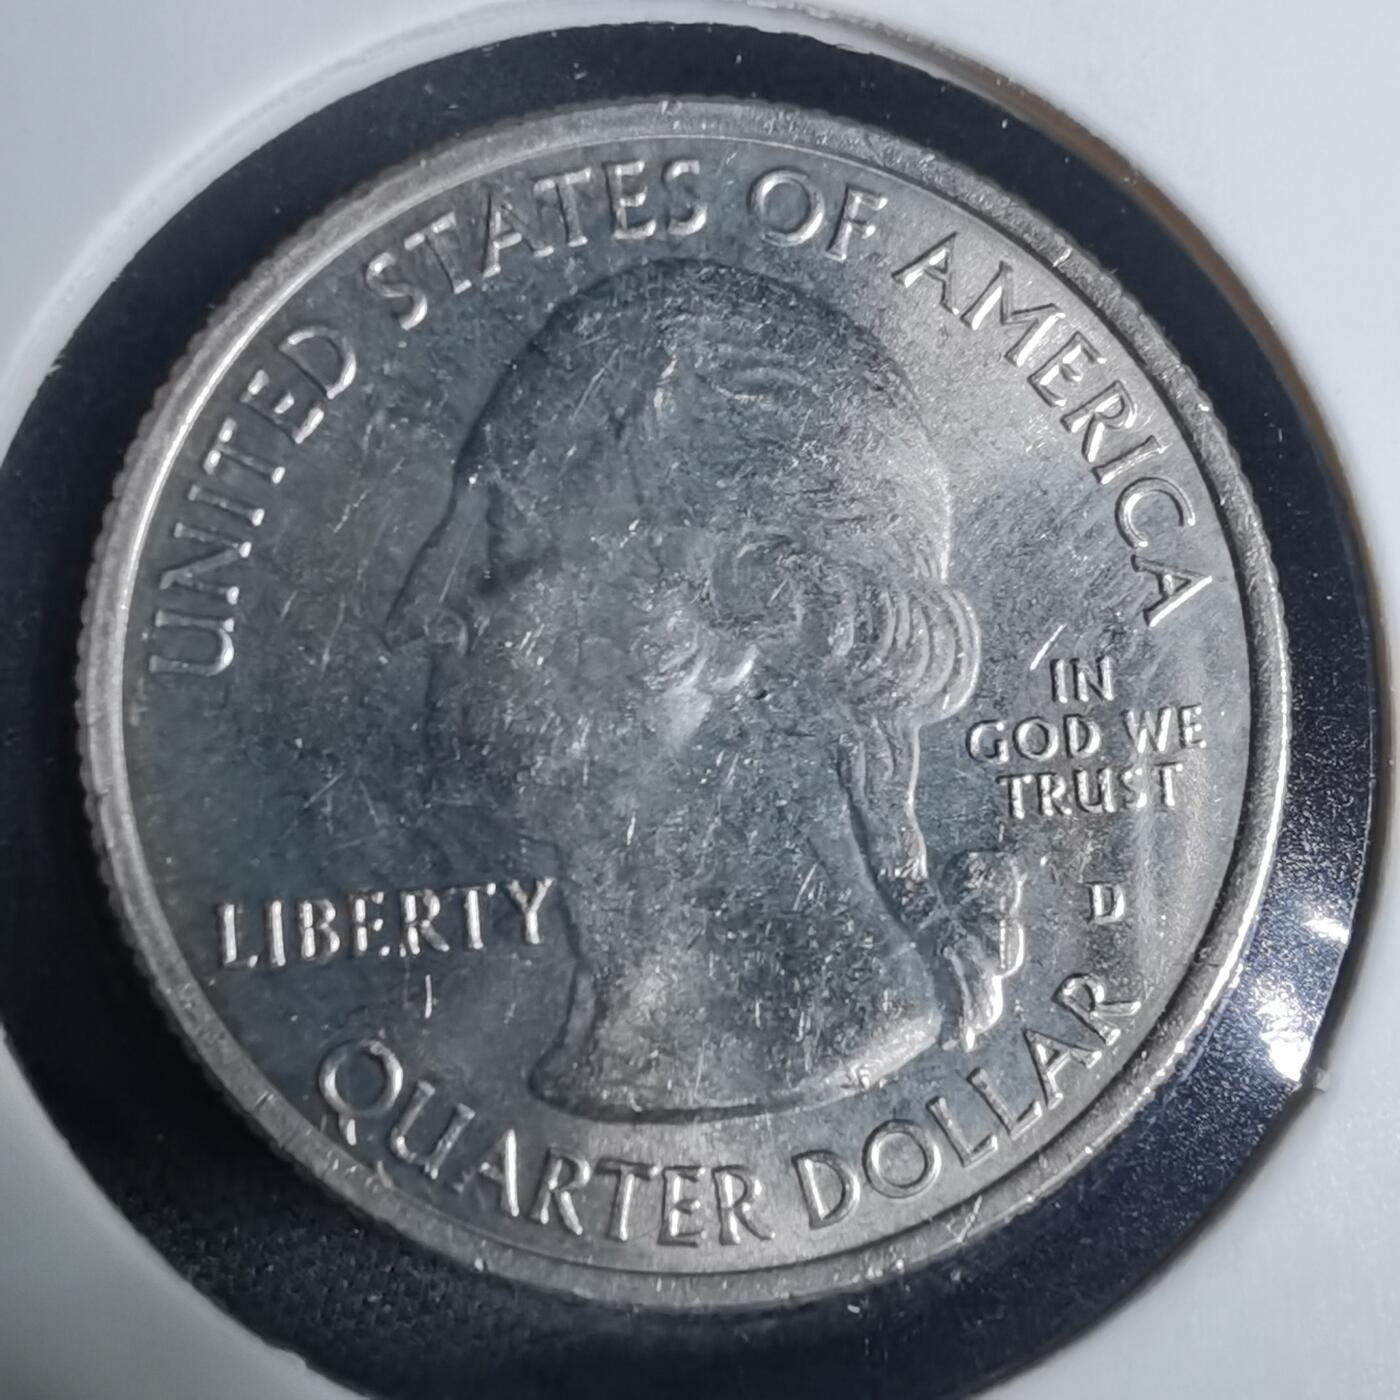 UNITED STATES OF AMERICA
LIBERTY
IN
GOD WE
TRUST
D
QUARTER DOLLAR